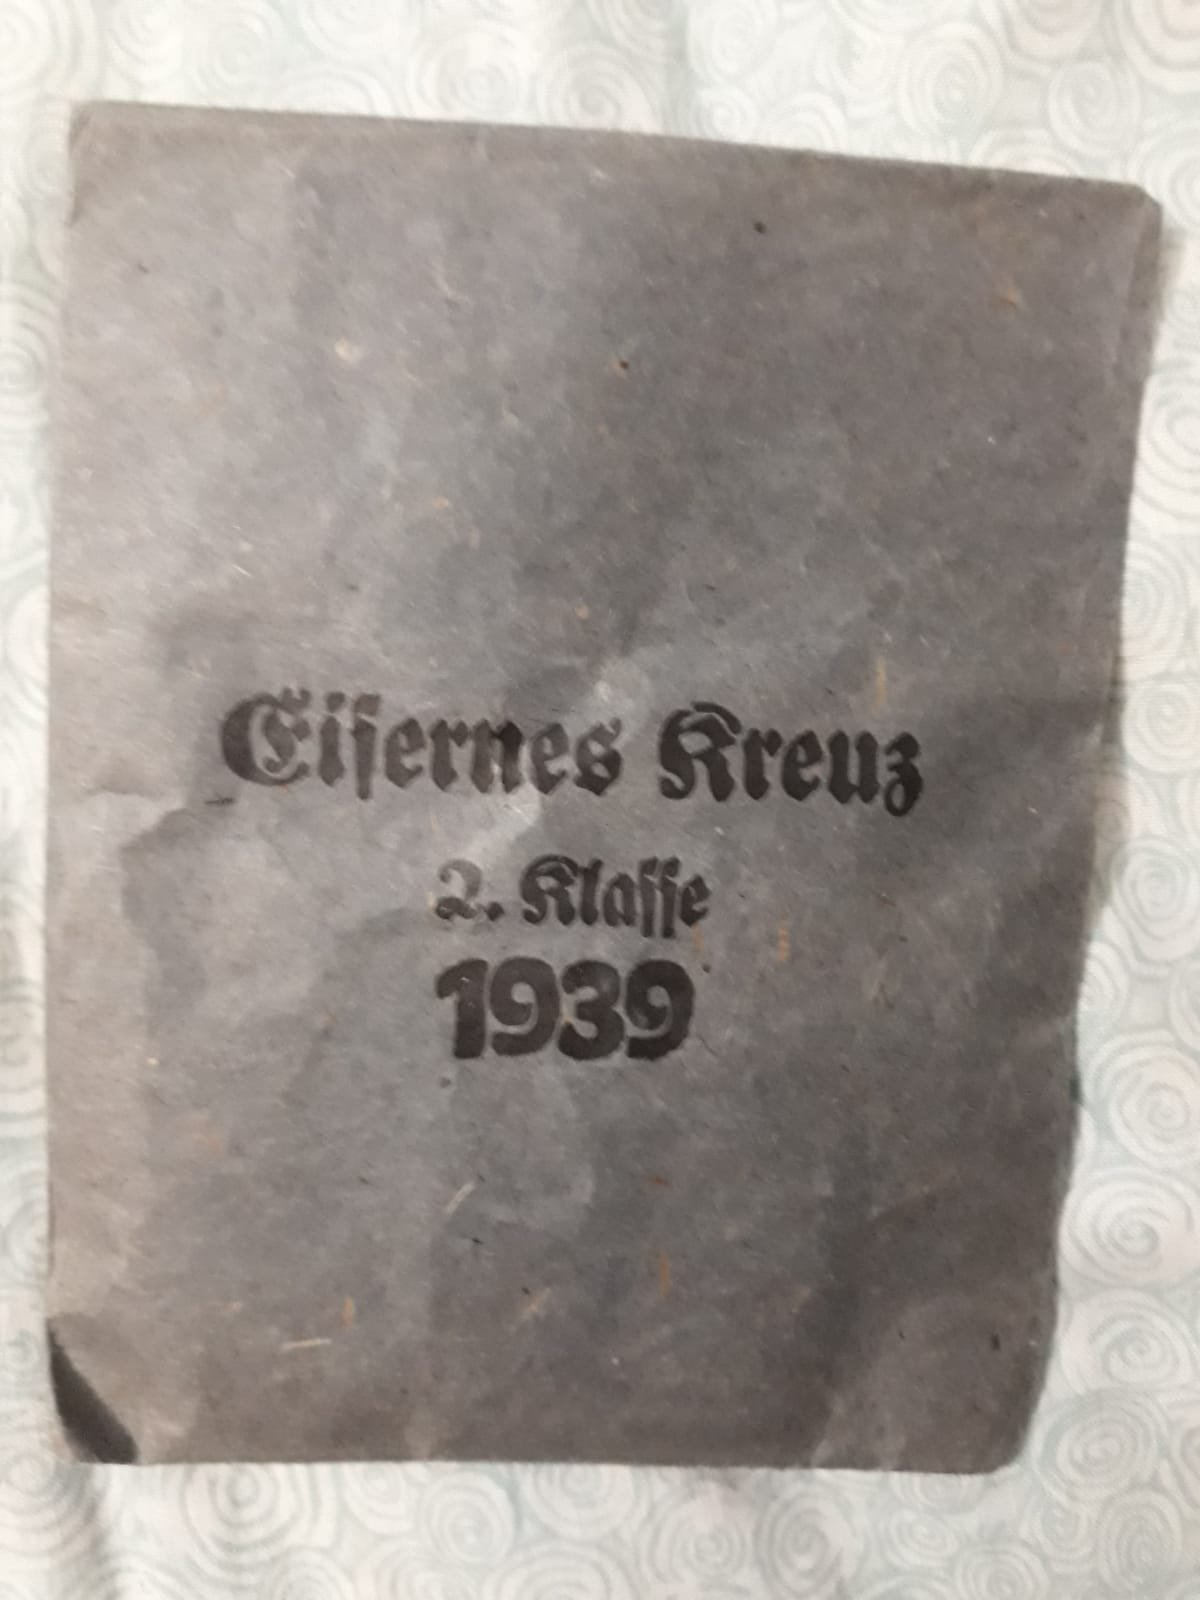 Eiſernes Kreuz
2. Klaſſe
1939